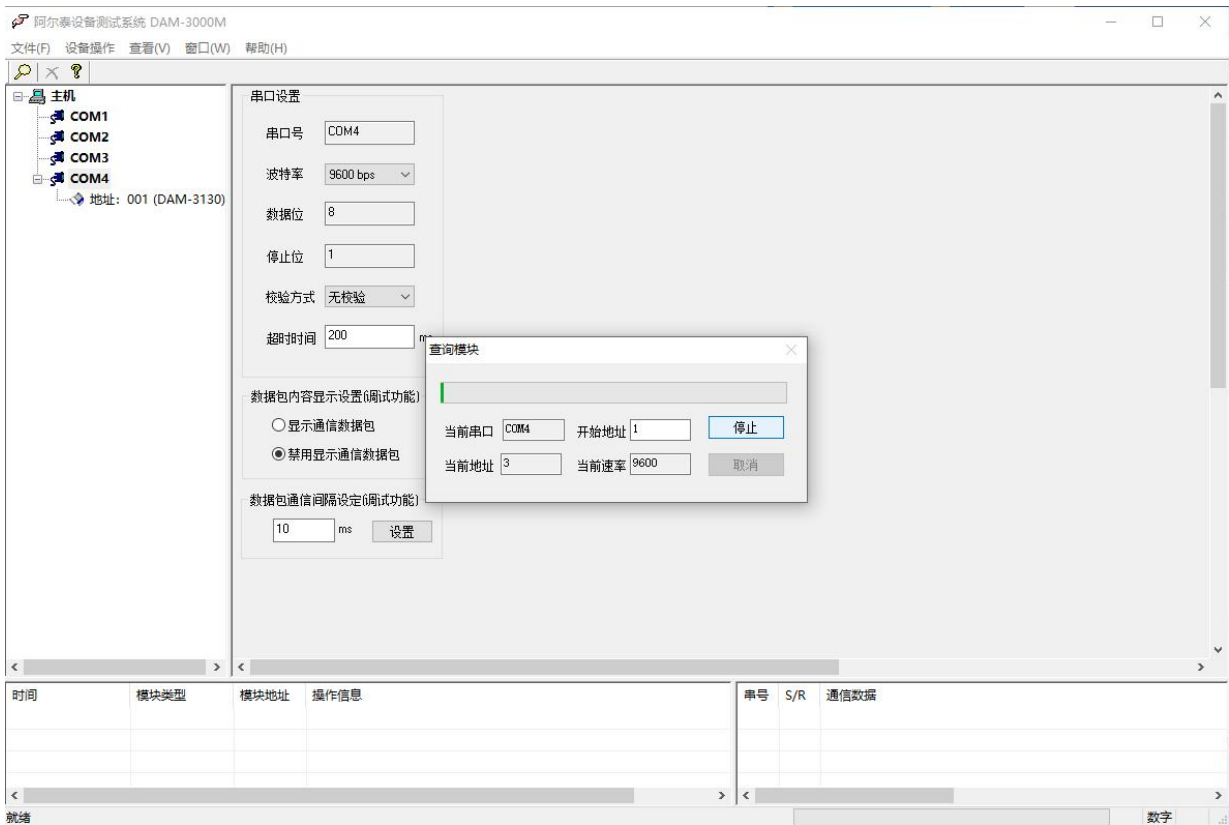 阿尔泰设备测试系统 DAM-3000M
文件(F) 设备操作 查看(V) 窗口(W) 帮助(H)
主机
COM1
COM2
COM3
COM4
地址：001 (DAM-3130)
串口设置
串口号 COM4
波特率 9600 bps
数据位 8
停止位 1
校验方式 无校验
超时时间 200
数据包内容显示设置(调试功能)
显示通信数据包
禁用显示通信数据包
数据包通信间隔设定(调试功能)
10 ms 设置
查询模块
当前串口 COM4 开始地址 1 停止
当前地址 3 当前速率 9600 取消
时间 模块类型 模块地址 操作信息
串号 S/R 通信数据
就绪 数字